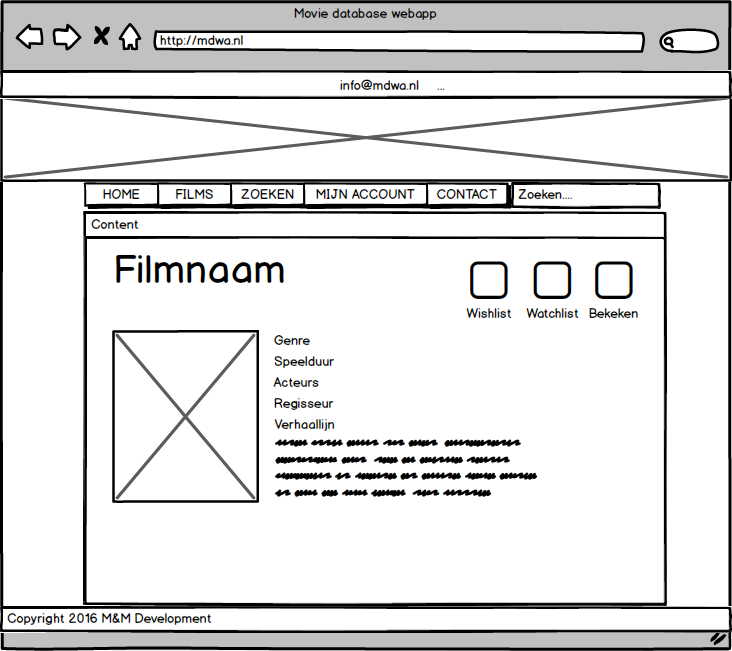 Movie database webapp
http://mdwa.nl
info@mdwa.nl ...
HOME FILMS ZOEKEN MIJN ACCOUNT CONTACT Zoeken....
Content
Filmnaam
Wishlist Watchlist Bekeken
Genre
Speelduur
Acteurs
Regisseur
Verhaallijn
Copyright 2016 M&M Development